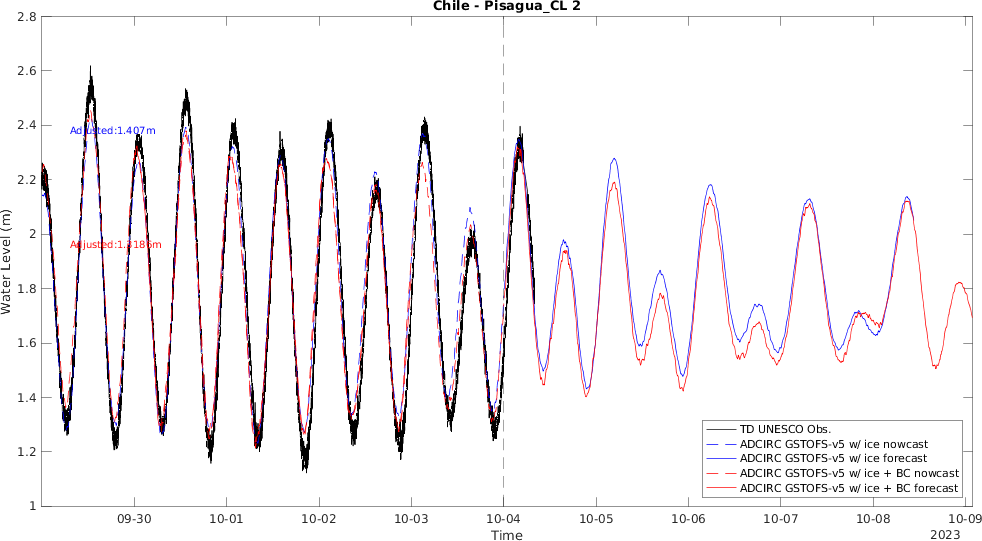 Chile - Pisagua_CL 2
2.8
2.6
2.4
2.2
2
1.8
1.6
1.4
1.2
1
Water Level (m)
Adjusted:1.407m
Adjusted:1.3186m
TD UNESCO Obs.
ADCIRC GSTOFS-v5 w/ ice nowcast
ADCIRC GSTOFS-v5 w/ ice forecast
ADCIRC GSTOFS-v5 w/ ice + BC nowcast
ADCIRC GSTOFS-v5 w/ ice + BC forecast
09-30 10-01 10-02 10-03 10-04 10-05 10-06 10-07 10-08 10-09
Time
2023